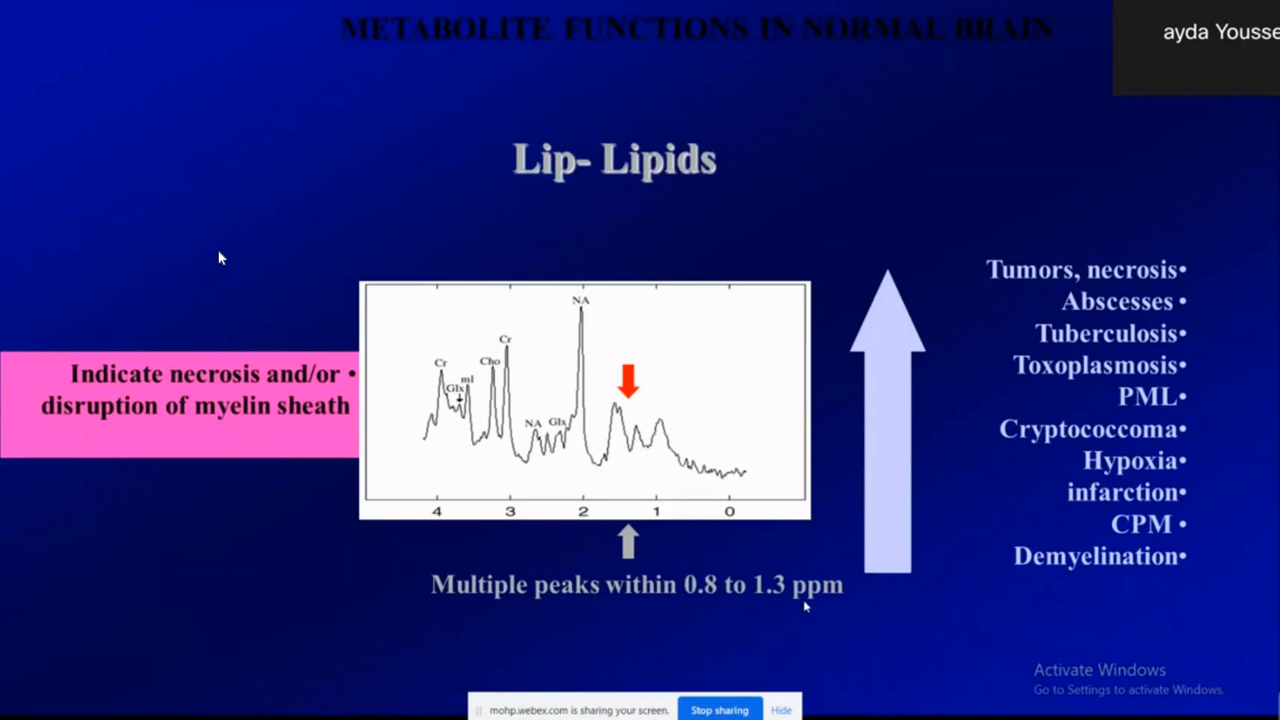 METABOLITE FUNCTIONS IN NORMAL BRAIN
ayda Yousse
Lip- Lipids
Indicate necrosis and/or •
disruption of myelin sheath
NA
Cr
Cr
Cho
mI
Glx
NA
Glx
4 3 2 1 0
Multiple peaks within 0.8 to 1.3 ppm
Tumors, necrosis•
Abscesses •
Tuberculosis•
Toxoplasmosis•
PML•
Cryptococcoma•
Hypoxia•
infarction•
CPM •
Demyelination•
Activate Windows
Go to Settings to activate Windows.
mohp.webex.com is sharing your screen. Stop sharing Hide